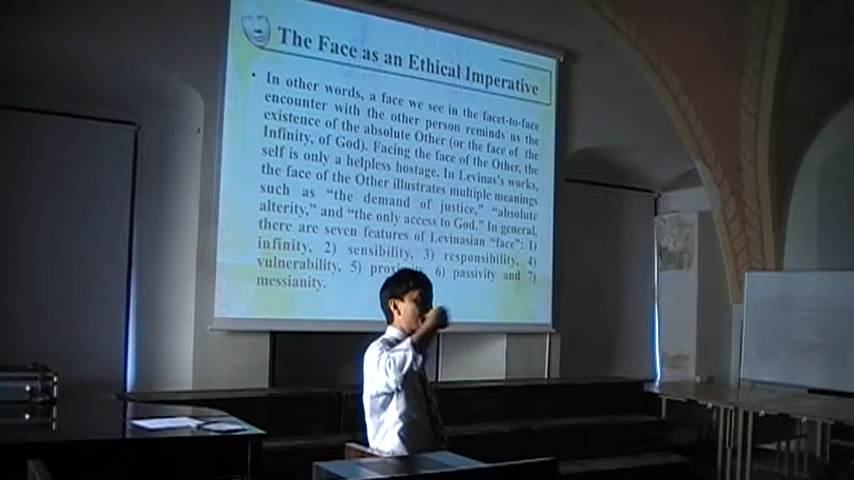 The Face as an Ethical Imperative
• In other words, a face we see in the facet-to-face
encounter with the other person reminds us the
existence of the absolute Other (or the face of the
Infinity, of God). Facing the face of the Other, the
self is only a helpless hostage. In Levinas's works,
the face of the Other illustrates multiple meanings
such as “the demand of justice,” “absolute
alterity,” and “the only access to God.” In general,
there are seven features of Levinasian “face”: 1)
infinity, 2) sensibility, 3) responsibility, 4)
vulnerability, 5) 6) passivity and 7)
messianity.